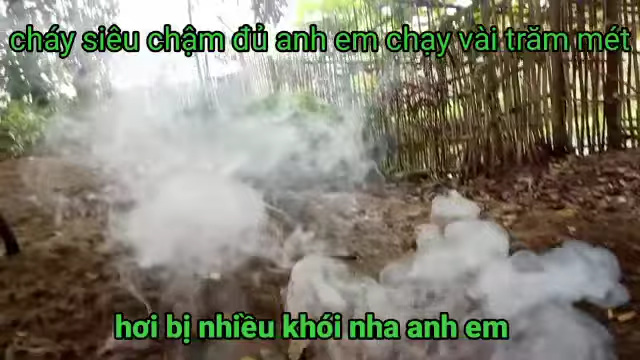 cháy siêu chậm đủ anh em chạy vài trăm mét
hơi bị nhiều khói nha anh em